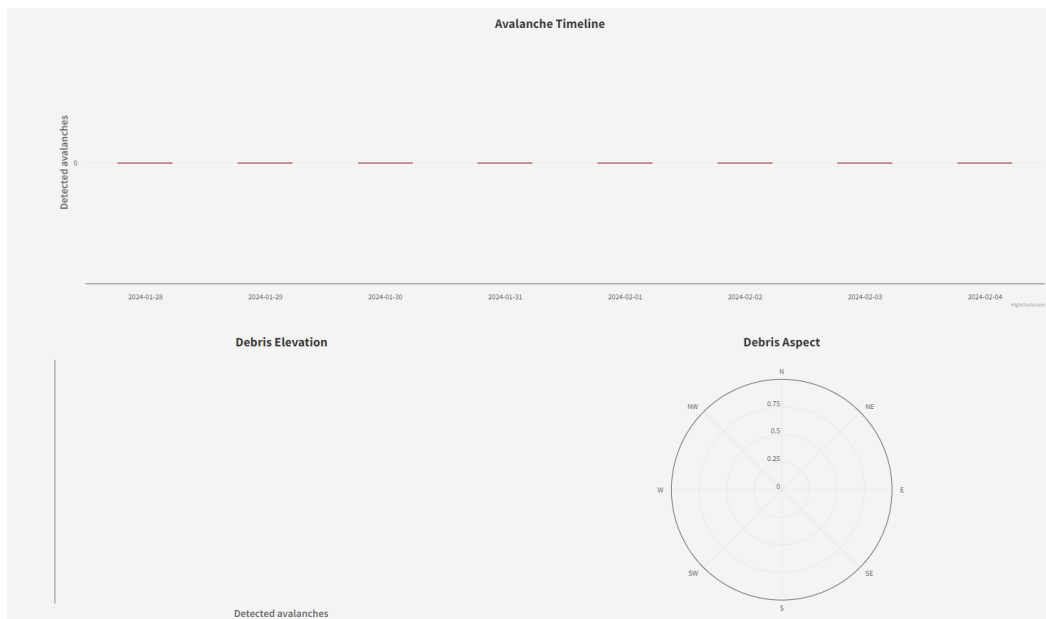 Avalanche Timeline
Detected avalanches
0
2024-01-28 2024-01-29 2024-01-30 2024-01-31 2024-02-01 2024-02-02 2024-02-03 2024-02-04
Highcharts.com
Debris Elevation
Detected avalanches
Debris Aspect
N
NW NE
0.75
0.5
0.25
W 0 E
SW SE
S